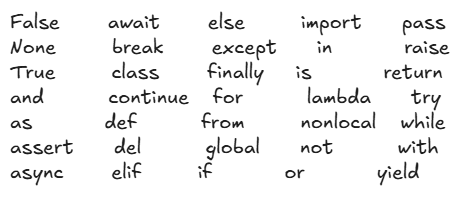 False await else import pass
None break except in raise
True class finally is return
and continue for lambda try
as def from nonlocal while
assert del global not with
async elif if or yield